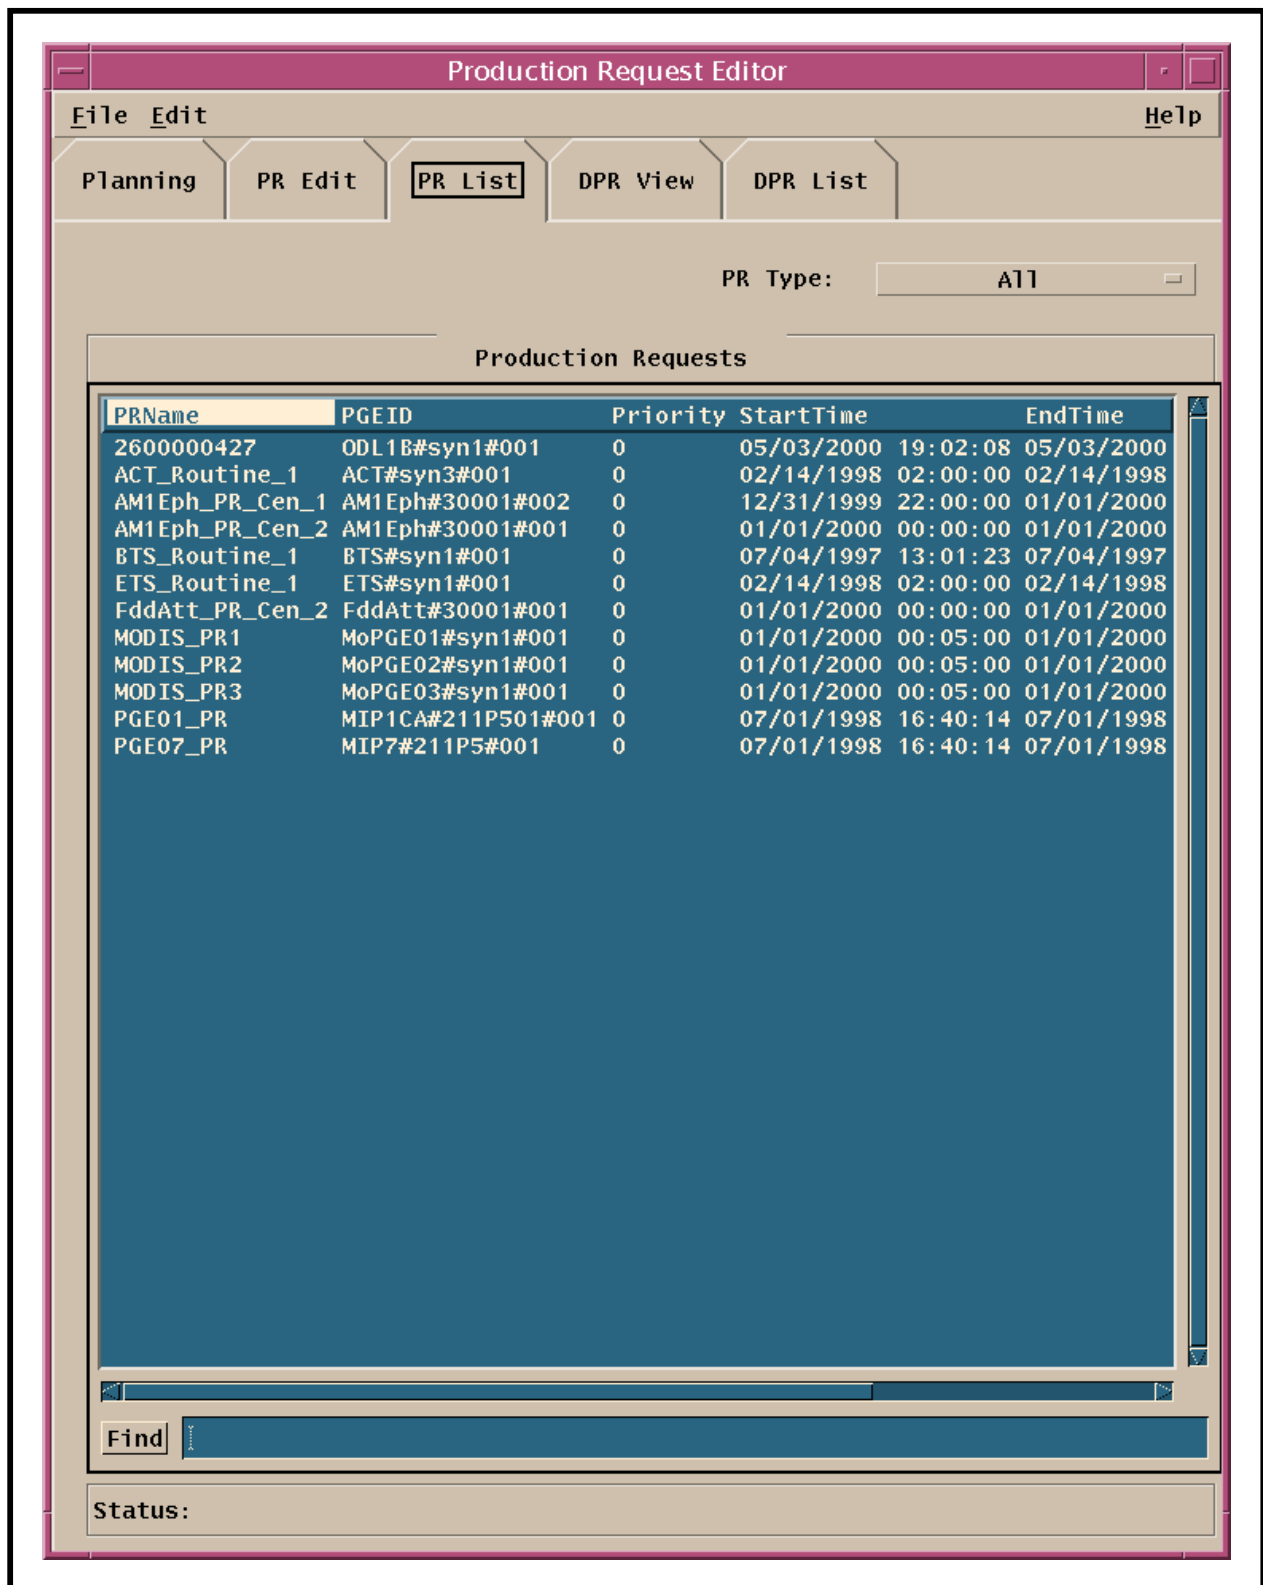 Production Request Editor
File Edit Help
Planning PR Edit PR List DPR View DPR List
PR Type: All
Production Requests
PRName PGEID Priority StartTime EndTime
2600000427 ODL1B#syn1#001 0 05/03/2000 19:02:08 05/03/2000
ACT_Routine_1 ACT#syn3#001 0 02/14/1998 02:00:00 02/14/1998
AM1Eph_PR_Cen_1 AM1Eph#30001#002 0 12/31/1999 22:00:00 01/01/2000
AM1Eph_PR_Cen_2 AM1Eph#30001#001 0 01/01/2000 00:00:00 01/01/2000
BTS_Routine_1 BTS#syn1#001 0 07/04/1997 13:01:23 07/04/1997
ETS_Routine_1 ETS#syn1#001 0 02/14/1998 02:00:00 02/14/1998
FddAtt_PR_Cen_2 FddAtt#30001#001 0 01/01/2000 00:00:00 01/01/2000
MODIS_PR1 MoPGE01#syn1#001 0 01/01/2000 00:05:00 01/01/2000
MODIS_PR2 MoPGE02#syn1#001 0 01/01/2000 00:05:00 01/01/2000
MODIS_PR3 MoPGE03#syn1#001 0 01/01/2000 00:05:00 01/01/2000
PGE01_PR MIP1CA#211P501#001 0 07/01/1998 16:40:14 07/01/1998
PGE07_PR MIP7#211P5#001 0 07/01/1998 16:40:14 07/01/1998
Find
Status: